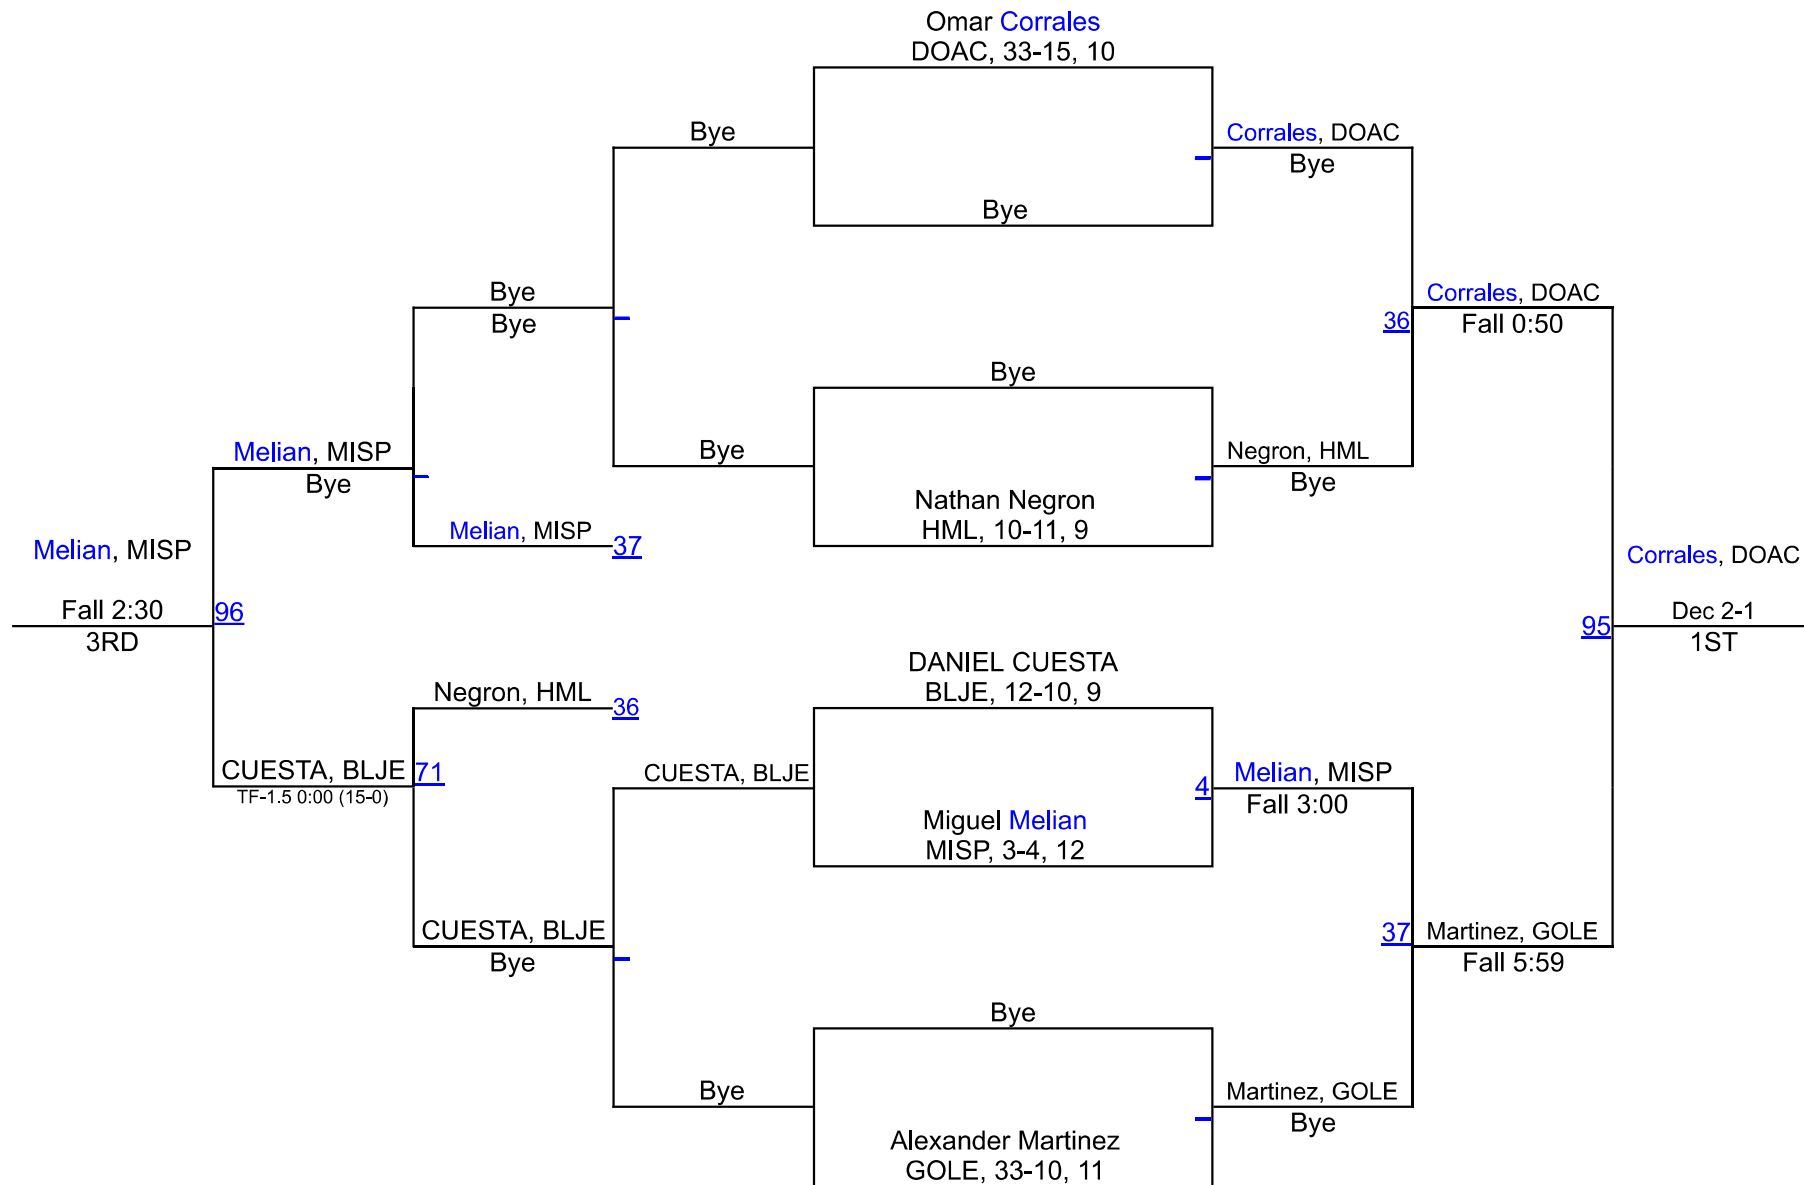 Omar Corrales
DOAC, 33-15, 10
Bye
Corrales, DOAC
Bye
Bye
Bye
Bye
Corrales, DOAC
36
Fall 0:50
Bye
Melian, MISP
Bye
Bye
Negron, HML
Bye
Nathan Negron
HML, 10-11, 9
Melian, MISP
37
Melian, MISP
Fall 2:30
96
3RD
Corrales, DOAC
Dec 2-1
95
1ST
DANIEL CUESTA
BLJE, 12-10, 9
Negron, HML
36
CUESTA, BLJE
71
TF-1.5 0:00 (15-0)
CUESTA, BLJE
4
Melian, MISP
Fall 3:00
Miguel Melian
MISP, 3-4, 12
CUESTA, BLJE
Bye
37
Martinez, GOLE
Fall 5:59
Bye
Bye
Martinez, GOLE
Bye
Alexander Martinez
GOLE, 33-10, 11